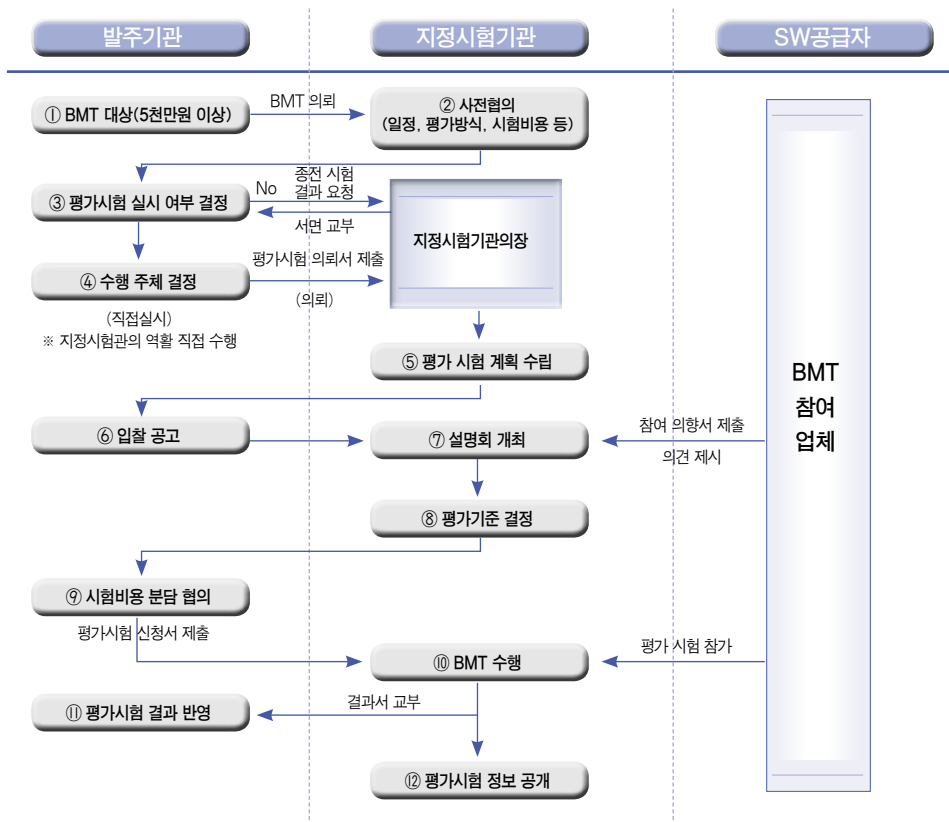 발주기관
지정시험기관
SW공급자
① BMT 대상(5천만원 이상)
BMT 의뢰
② 사전협의
(일정, 평가방식, 시험비용 등)
③ 평가시험 실시 여부 결정
No
종전 시험
결과 요청
서면 교부
지정시험기관의장
④ 수행 주체 결정
평가시험 의뢰서 제출
(의뢰)
(직접실시)
※ 지정시험관의 역활 직접 수행
⑤ 평가 시험 계획 수립
⑥ 입찰 공고
⑦ 설명회 개최
참여 의향서 제출
의견 제시
BMT
참여
업체
⑧ 평가기준 결정
⑨ 시험비용 분담 협의
평가시험 신청서 제출
⑩ BMT 수행
평가 시험 참가
결과서 교부
⑪ 평가시험 결과 반영
⑫ 평가시험 정보 공개